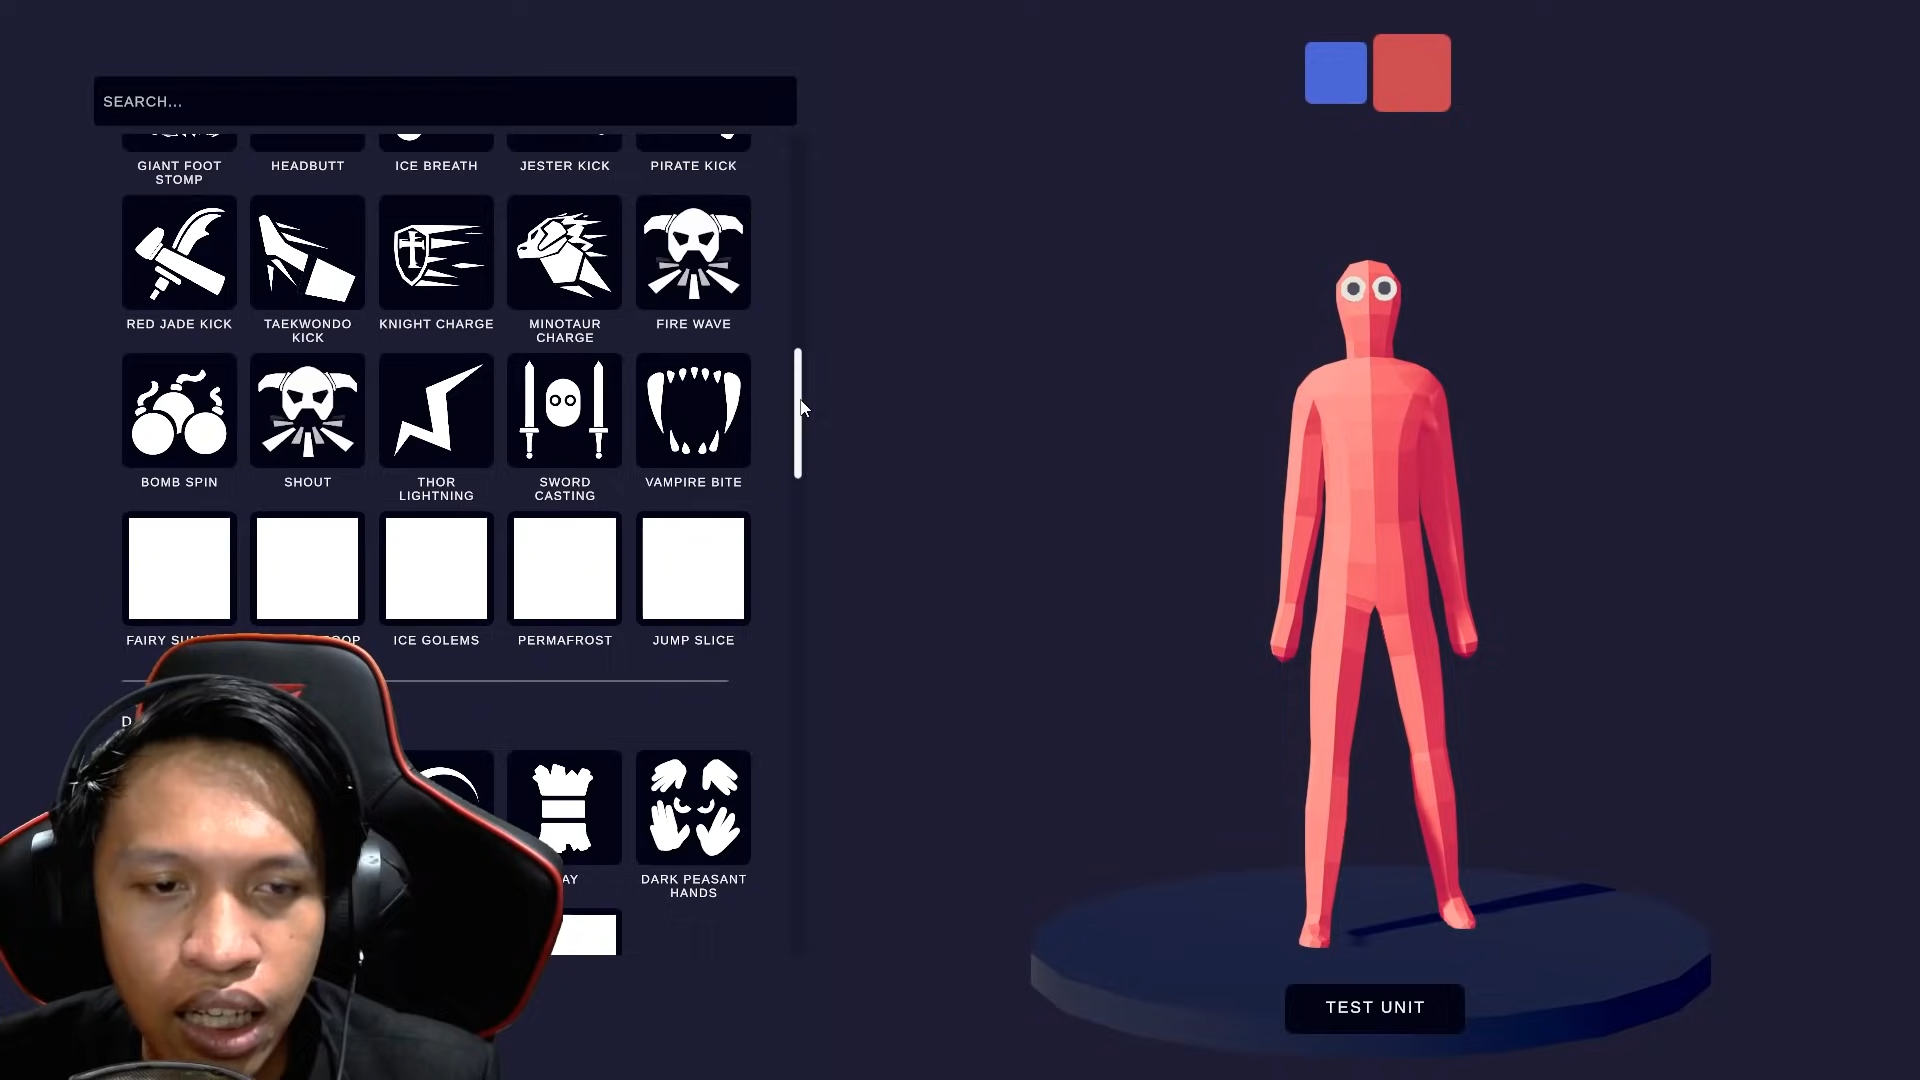 SEARCH...
GIANT FOOT
STOMP
HEADBUTT
ICE BREATH
JESTER KICK
PIRATE KICK
RED JADE KICK
TAEKWONDO
KICK
KNIGHT CHARGE
MINOTAUR
CHARGE
FIRE WAVE
BOMB SPIN
SHOUT
THOR
LIGHTNING
SWORD
CASTING
VAMPIRE BITE
FAIRY
ICE GOLEMS
PERMAFROST
JUMP SLICE
DARK PEASANT
HANDS
TEST UNIT